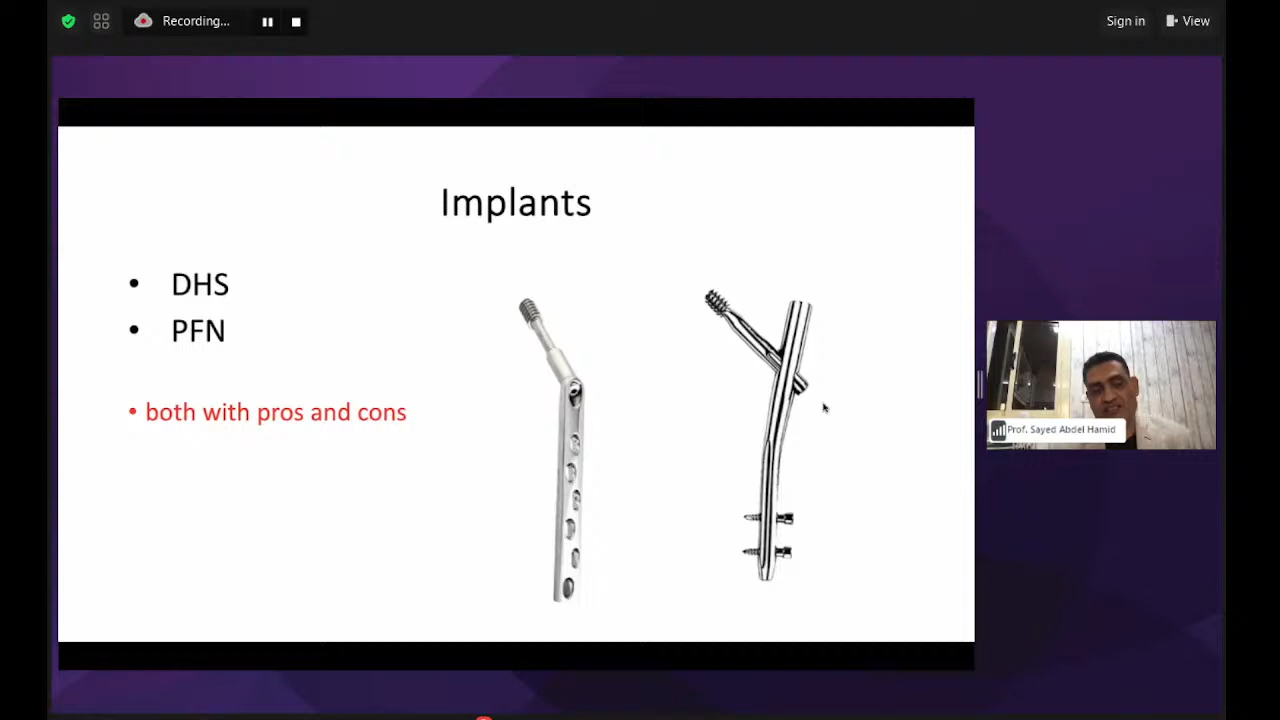 Recording...
Sign in
View
Implants
• DHS
• PFN
• both with pros and cons
Prof. Sayed Abdel Hamid